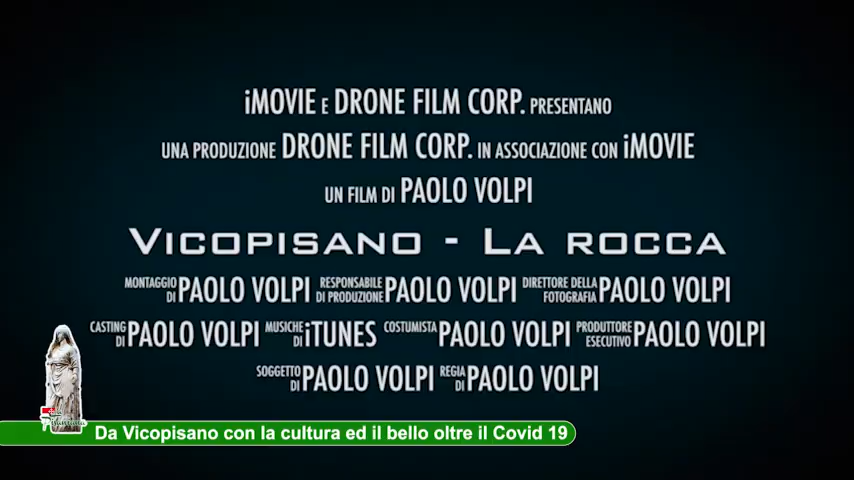 iMOVIE E DRONE FILM CORP. PRESENTANO
UNA PRODUZIONE DRONE FILM CORP. IN ASSOCIAZIONE CON iMOVIE
UN FILM DI PAOLO VOLPI
VICOPISANO - LA ROCCA
MONTAGGIO DI PAOLO VOLPI RESPONSABILE DI PRODUZIONE PAOLO VOLPI DIRETTORE DELLA FOTOGRAFIA PAOLO VOLPI
CASTING DI PAOLO VOLPI MUSICHE DI iTUNES COSTUMISTA PAOLO VOLPI PRODUTTORE ESECUTIVO PAOLO VOLPI
SOGGETTO DI PAOLO VOLPI REGIA DI PAOLO VOLPI
Da Vicopisano con la cultura ed il bello oltre il Covid 19